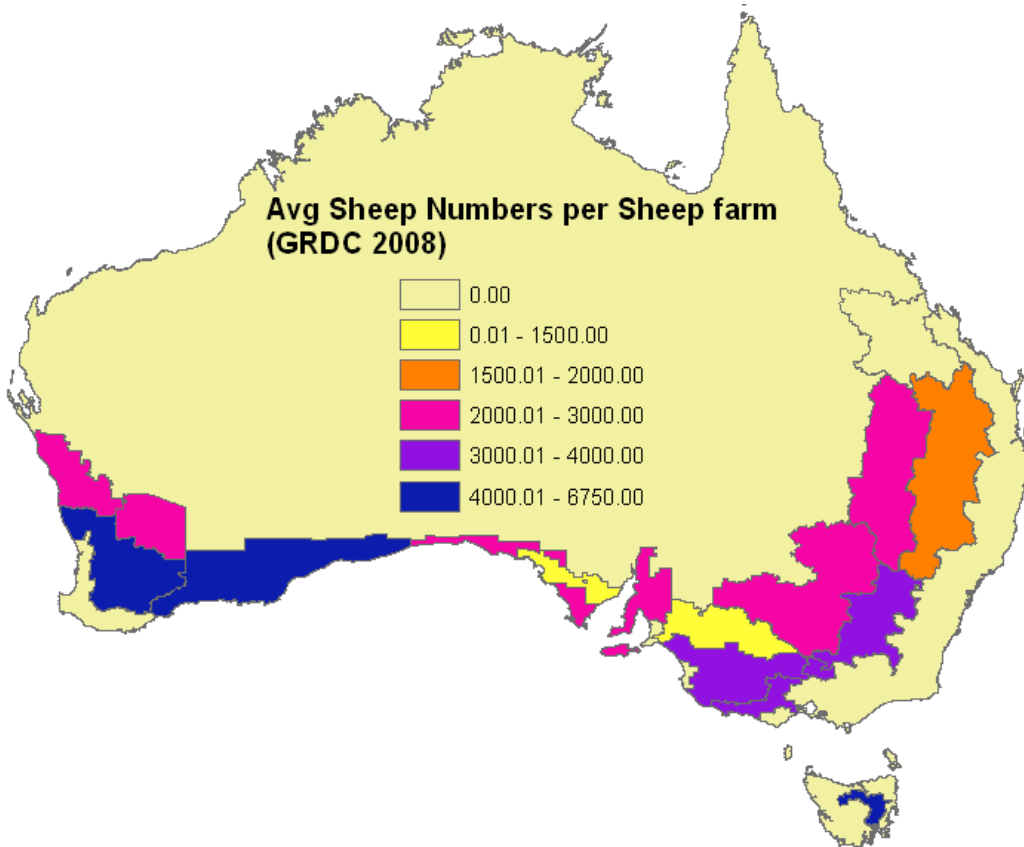 Avg Sheep Numbers per Sheep farm
(GRDC 2008)
0.00
0.01 - 1500.00
1500.01 - 2000.00
2000.01 - 3000.00
3000.01 - 4000.00
4000.01 - 6750.00